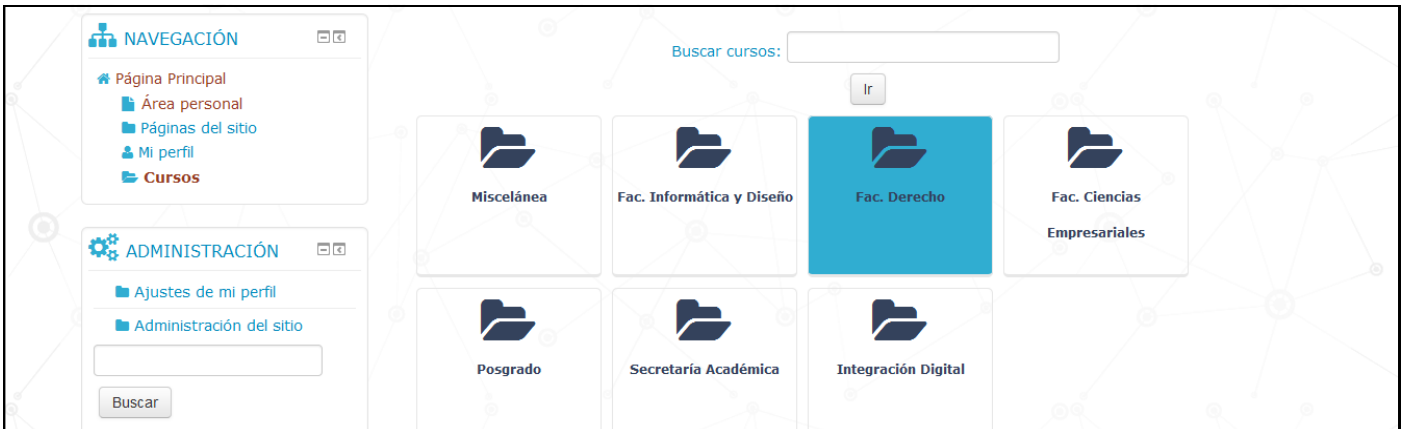 NAVEGACIÓN
Página Principal
Área personal
Páginas del sitio
Mi perfil
Cursos
ADMINISTRACIÓN
Ajustes de mi perfil
Administración del sitio
Buscar
Buscar cursos:
Ir
Miscelánea
Fac. Informática y Diseño
Fac. Derecho
Fac. Ciencias
Empresariales
Posgrado
Secretaría Académica
Integración Digital